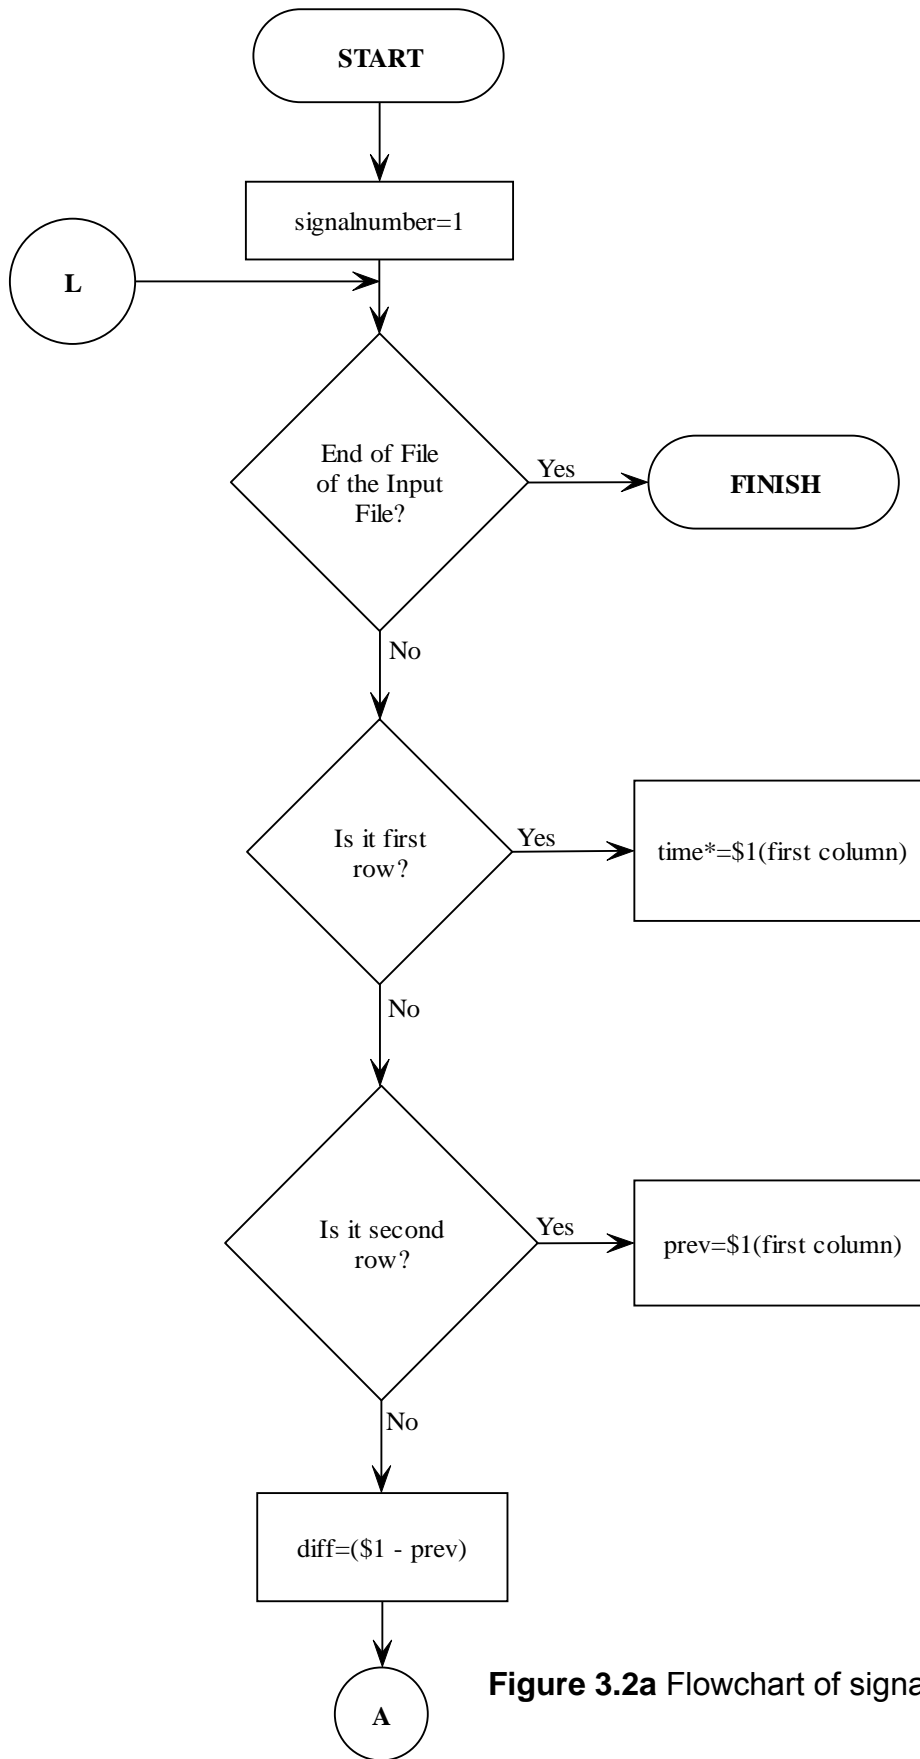 START
signalnumber=1
L
End of File
of the Input
File?
Yes
FINISH
No
Is it first
row?
Yes
time*=$1(first column)
No
Is it second
row?
Yes
prev=$1(first column)
No
diff=($1 - prev)
A
Figure 3.2a Flowchart of